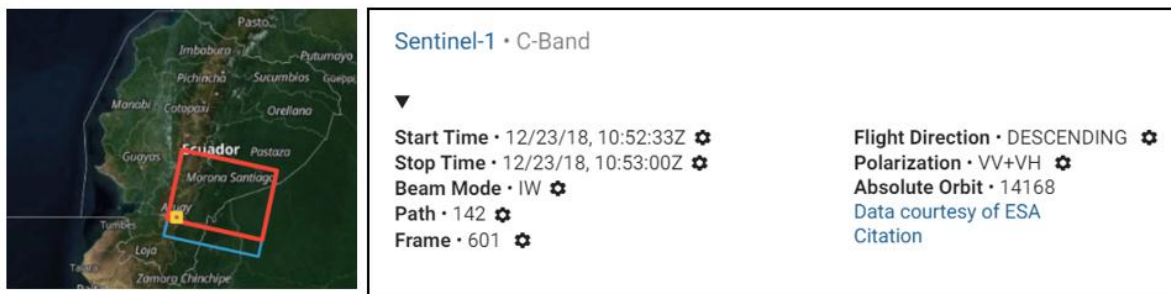 Pasto
Imbabura
Putumayo
Pichincha
Sucumbios
Güeppi
Manabi
Cotopaxi
Orellana
Ecuador
Guayas
Pastaza
Morona Santiago
Azuay
Tumbes
Loja
Zamora Chinchipe
Sentinel-1 • C-Band
Start Time • 12/23/18, 10:52:33Z
Stop Time • 12/23/18, 10:53:00Z
Beam Mode • IW
Path • 142
Frame • 601
Flight Direction • DESCENDING
Polarization • VV+VH
Absolute Orbit • 14168
Data courtesy of ESA
Citation